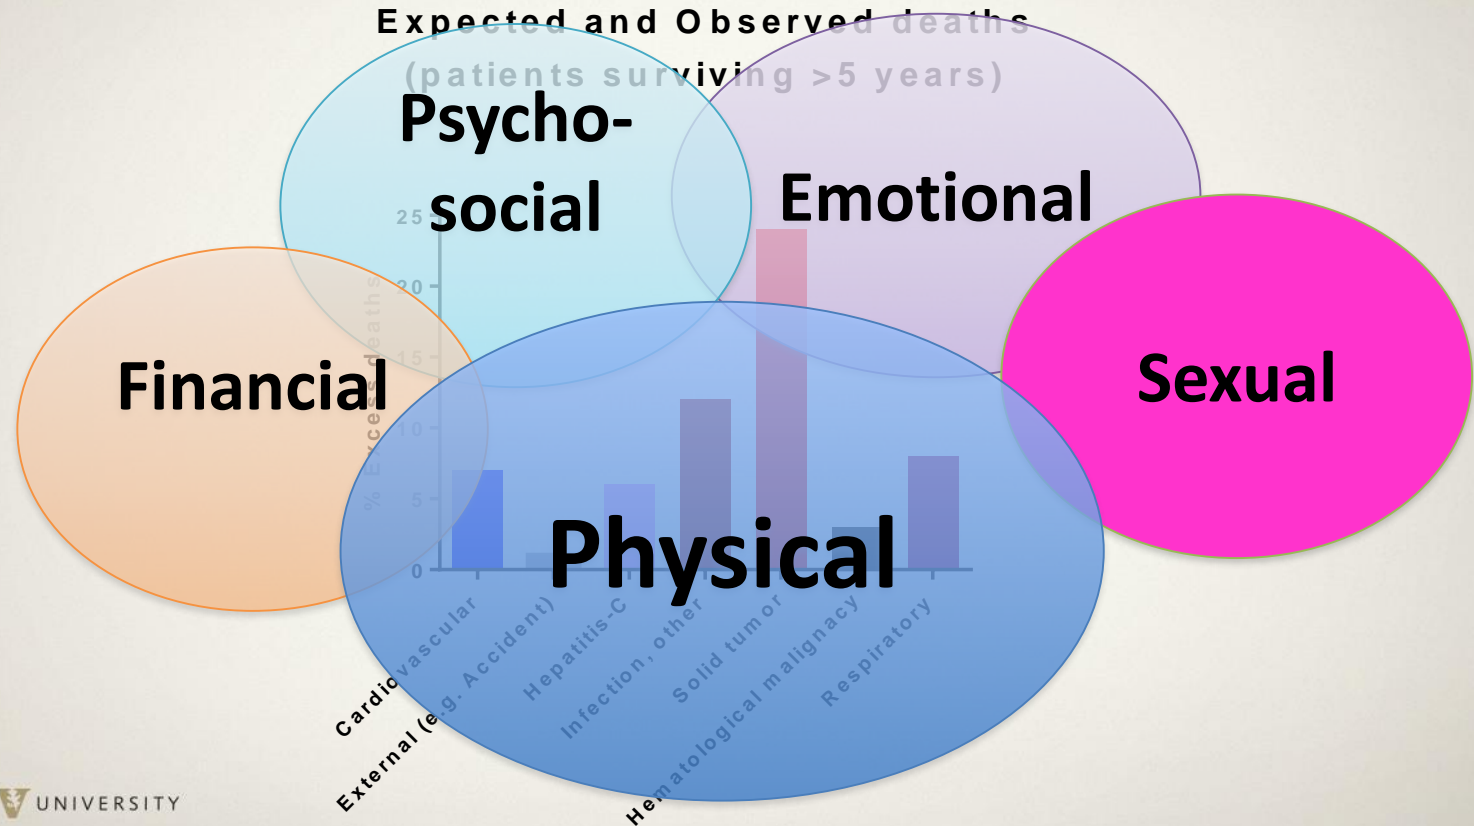 Expected and Observed deaths
(patients surviving >5 years)
Psycho-
social
Emotional
Financial
Sexual
Physical
% Excess deaths
25
20
15
10
5
0
Cardiovascular
External (e.g. Accident)
Hepatitis-C
Infection, other
Solid tumor
Hematological malignacy
Respiratory
UNIVERSITY